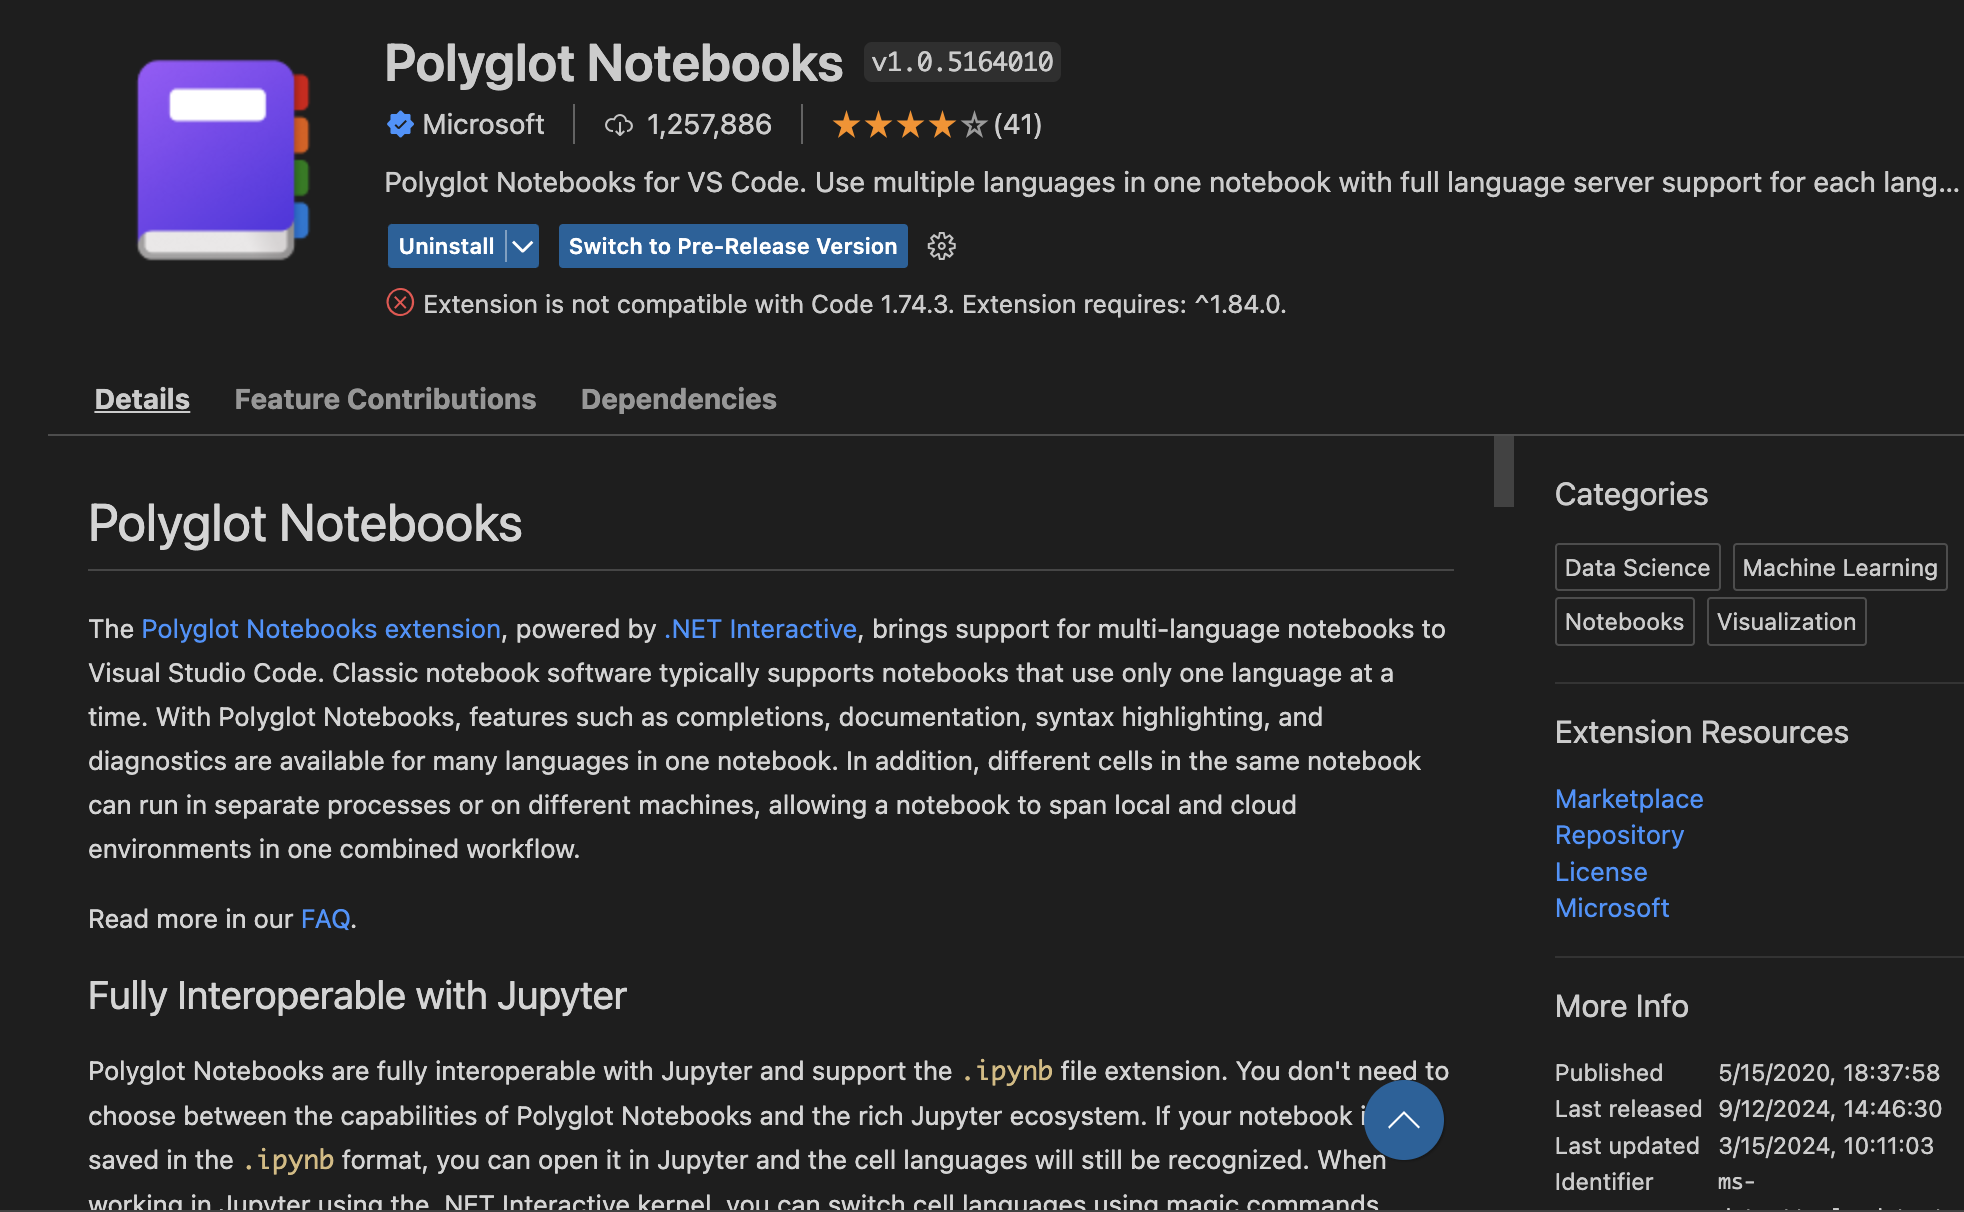 Polyglot Notebooks v1.0.5164010
Microsoft 1,257,886 (41)
Polyglot Notebooks for VS Code. Use multiple languages in one notebook with full language server support for each lang...
Uninstall Switch to Pre-Release Version
Extension is not compatible with Code 1.74.3. Extension requires: ^1.84.0.
Details Feature Contributions Dependencies
Polyglot Notebooks
The Polyglot Notebooks extension, powered by .NET Interactive, brings support for multi-language notebooks to
Visual Studio Code. Classic notebook software typically supports notebooks that use only one language at a
time. With Polyglot Notebooks, features such as completions, documentation, syntax highlighting, and
diagnostics are available for many languages in one notebook. In addition, different cells in the same notebook
can run in separate processes or on different machines, allowing a notebook to span local and cloud
environments in one combined workflow.
Read more in our FAQ.
Fully Interoperable with Jupyter
Polyglot Notebooks are fully interoperable with Jupyter and support the .ipynb file extension. You don't need to
choose between the capabilities of Polyglot Notebooks and the rich Jupyter ecosystem. If your notebook
saved in the .ipynb format, you can open it in Jupyter and the cell languages will still be recognized. When
working in Jupyter using the .NET Interactive kernel, you can switch cell languages using magic commands.
Categories
Data Science Machine Learning
Notebooks Visualization
Extension Resources
Marketplace
Repository
License
Microsoft
More Info
Published 5/15/2020, 18:37:58
Last released 9/12/2024, 14:46:30
Last updated 3/15/2024, 10:11:03
Identifier ms-